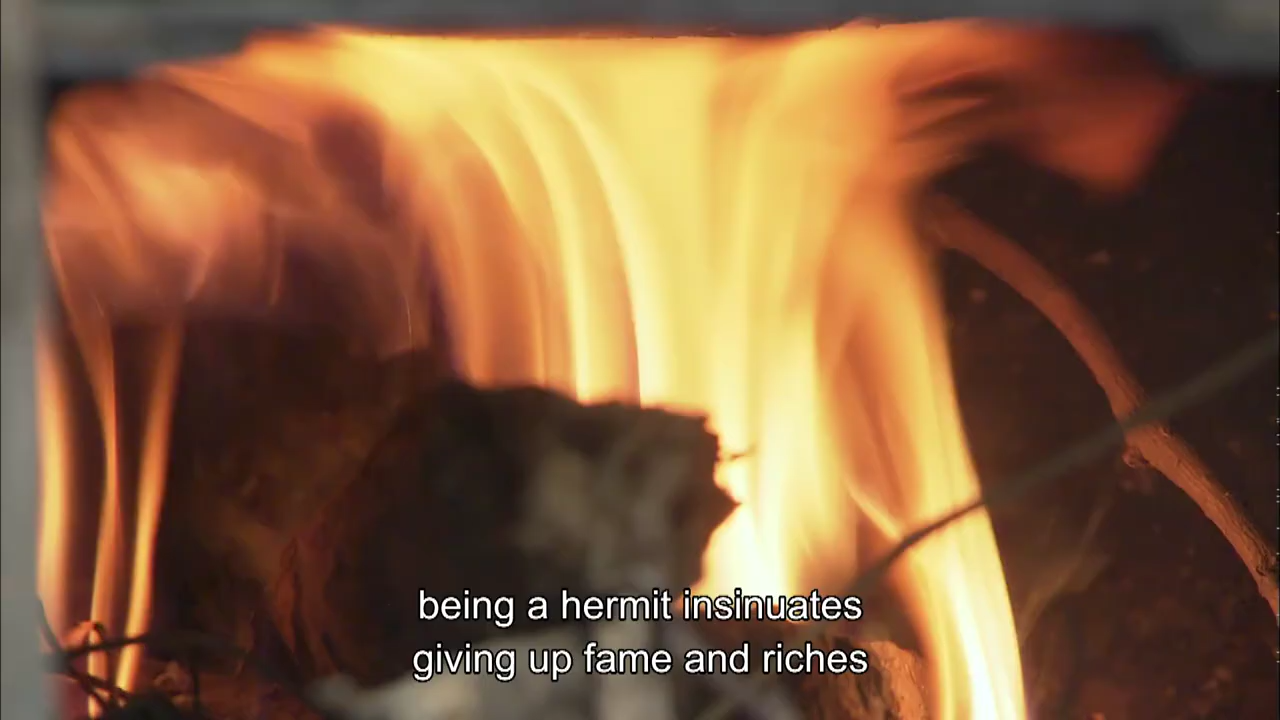 being a hermit insinuates
giving up fame and riches